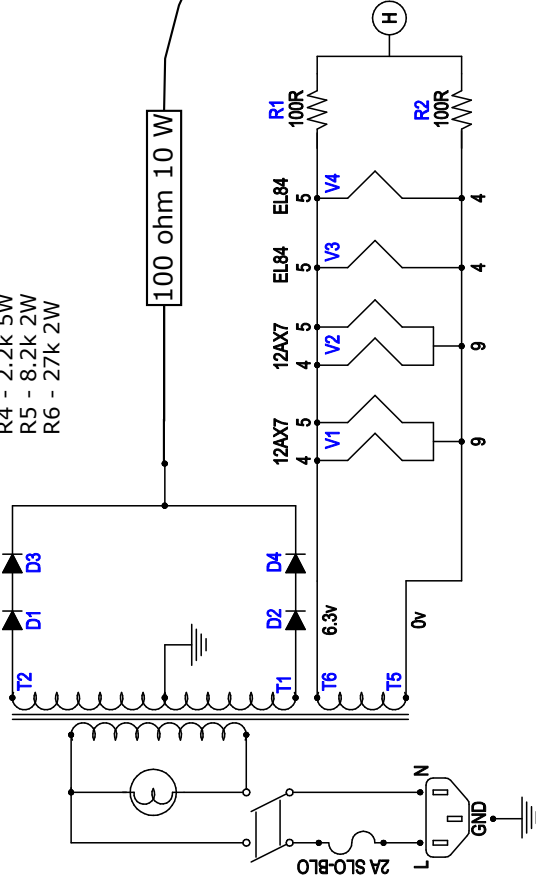 R4 - 2.2k 5W
R5 - 8.2k 2W
R6 - 27k 2W
100 ohm 10 W
H
R1
100R
R2
100R
EL84
5
V4
4
EL84
5
V3
4
12AX7
4 5
V2
9
12AX7
4 5
V1
9
D3
D1
D4
D2
T2
T1
6.3v
T6
0v
T5
2A SLO-BLO
L
N
GND